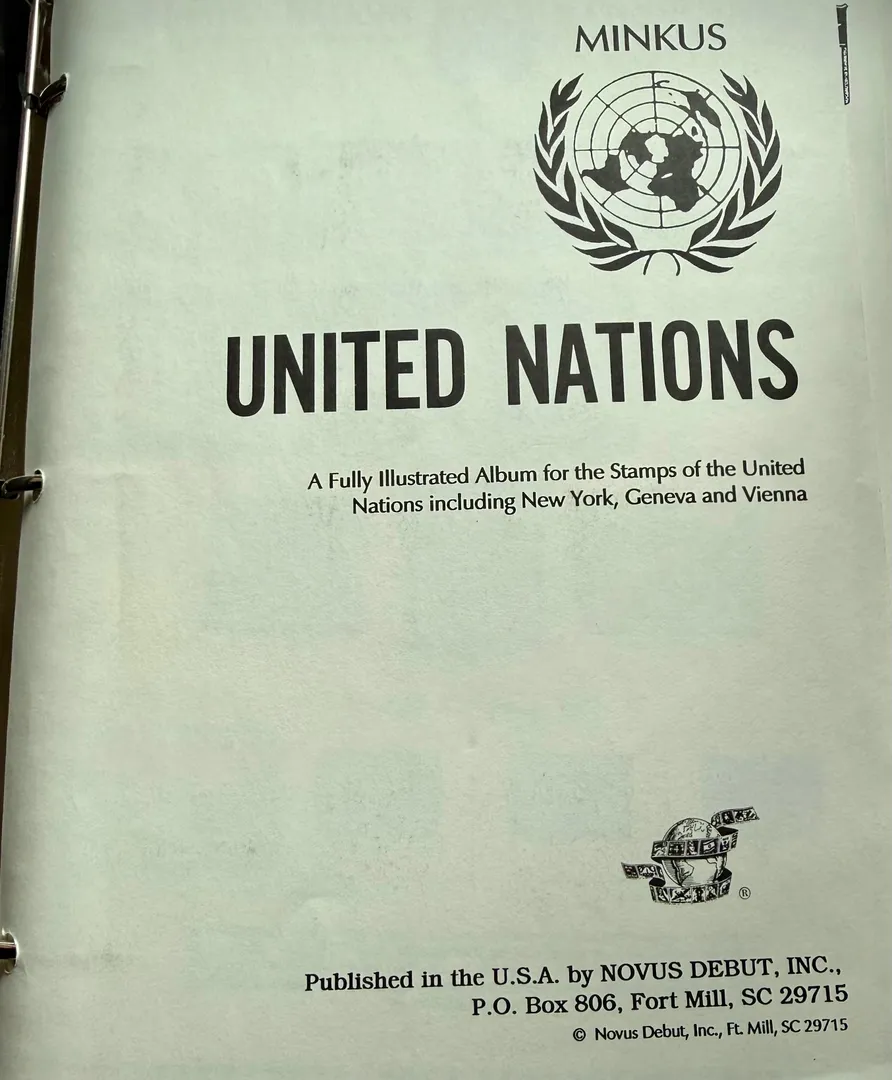 MINKUS
UNITED NATIONS
A Fully Illustrated Album for the Stamps of the United
Nations including New York, Geneva and Vienna
®
Published in the U.S.A. by NOVUS DEBUT, INC.,
P.O. Box 806, Fort Mill, SC 29715
© Novus Debut, Inc., Ft. Mill, SC 29715